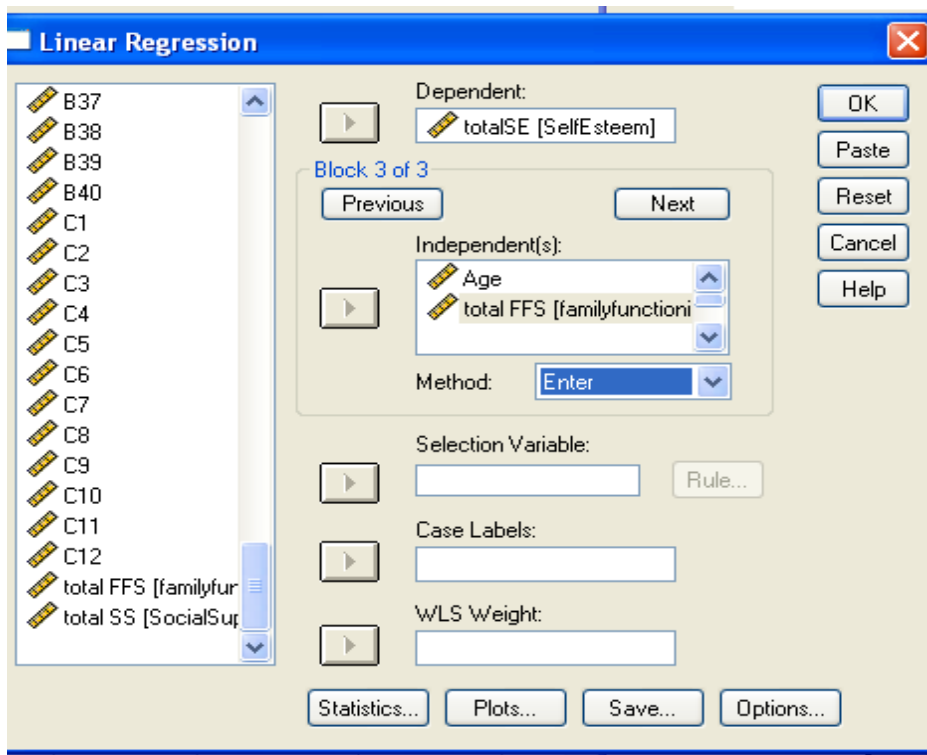 Linear Regression
B37
B38
B39
B40
C1
C2
C3
C4
C5
C6
C7
C8
C9
C10
C11
C12
total FFS [familyfur
total SS [SocialSup
Dependent:
totalSE [SelfEsteem]
Block 3 of 3
Previous
Next
Independent(s):
Age
total FFS [familyfunctioni
Method:
Enter
Selection Variable:
Rule...
Case Labels:
WLS Weight:
Statistics...
Plots...
Save...
Options...
OK
Paste
Reset
Cancel
Help